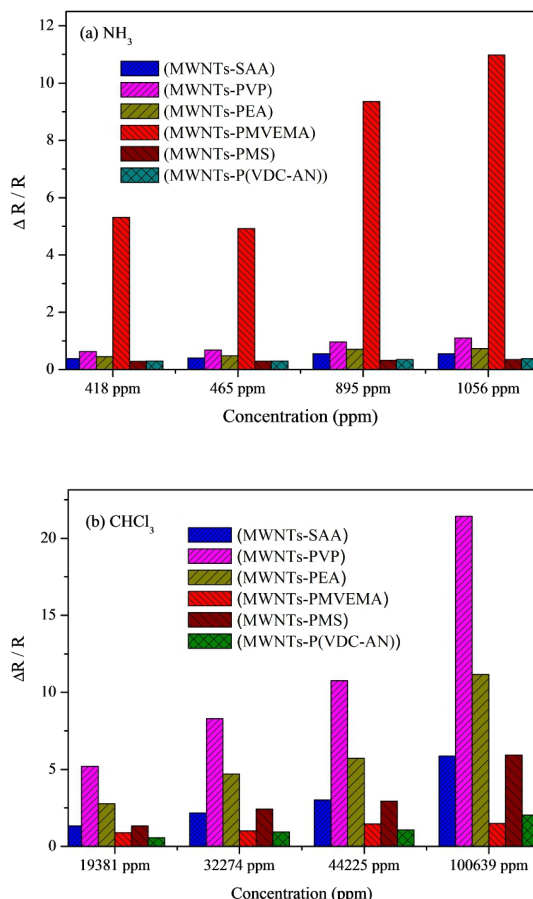 (a) NH3
(MWNTs-SAA)
(MWNTs-PVP)
(MWNTs-PEA)
(MWNTs-PMVEMA)
(MWNTs-PMS)
(MWNTs-P(VDC-AN))
Δ R / R
12
10
8
6
4
2
0
418 ppm 465 ppm 895 ppm 1056 ppm
Concentration (ppm)
(b) CHCl3
(MWNTs-SAA)
(MWNTs-PVP)
(MWNTs-PEA)
(MWNTs-PMVEMA)
(MWNTs-PMS)
(MWNTs-P(VDC-AN))
ΔR / R
20
15
10
5
0
19381 ppm 32274 ppm 44225 ppm 100639 ppm
Concentration (ppm)